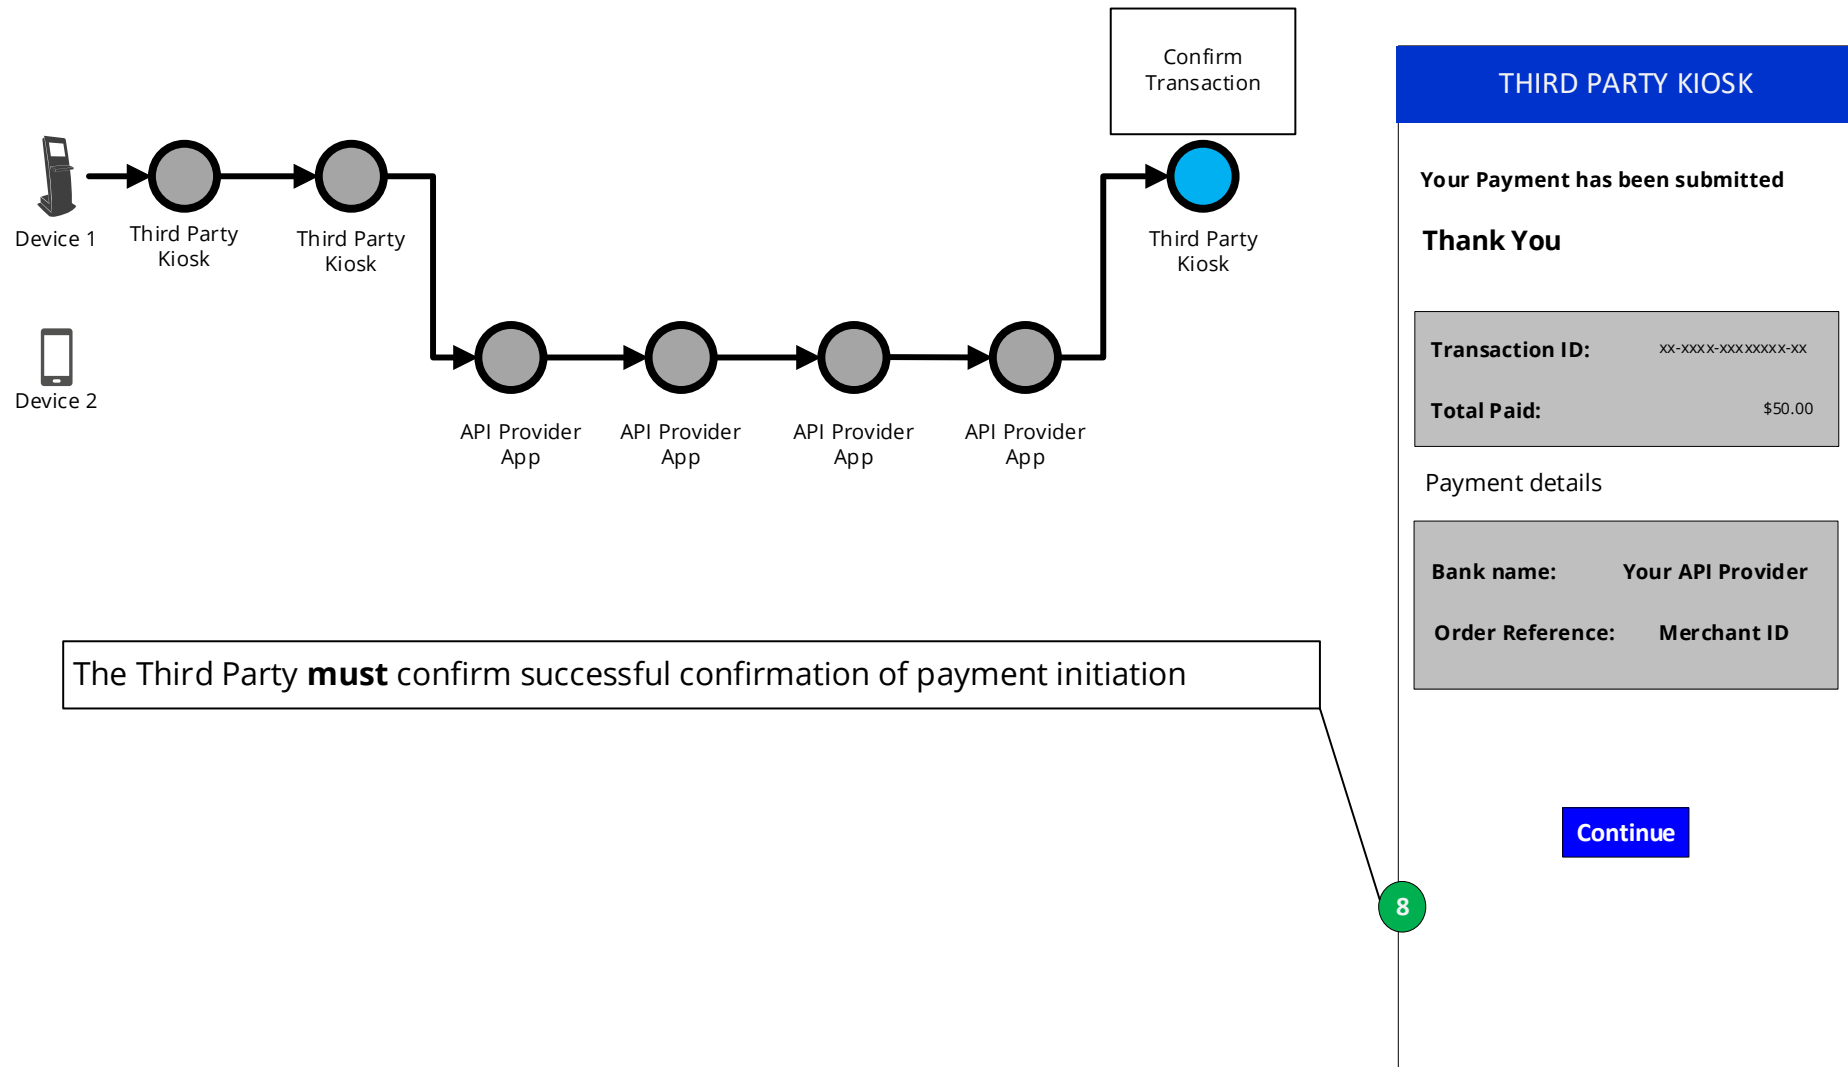 Confirm
Transaction
Device 1
Third Party
Kiosk
Third Party
Kiosk
Third Party
Kiosk
Device 2
API Provider
App
API Provider
App
API Provider
App
API Provider
App
The Third Party must confirm successful confirmation of payment initiation
THIRD PARTY KIOSK
Your Payment has been submitted
Thank You
Transaction ID: xx-xxxx-xxxxxxxx-xx
Total Paid: $50.00
Payment details
Bank name: Your API Provider
Order Reference: Merchant ID
Continue
8